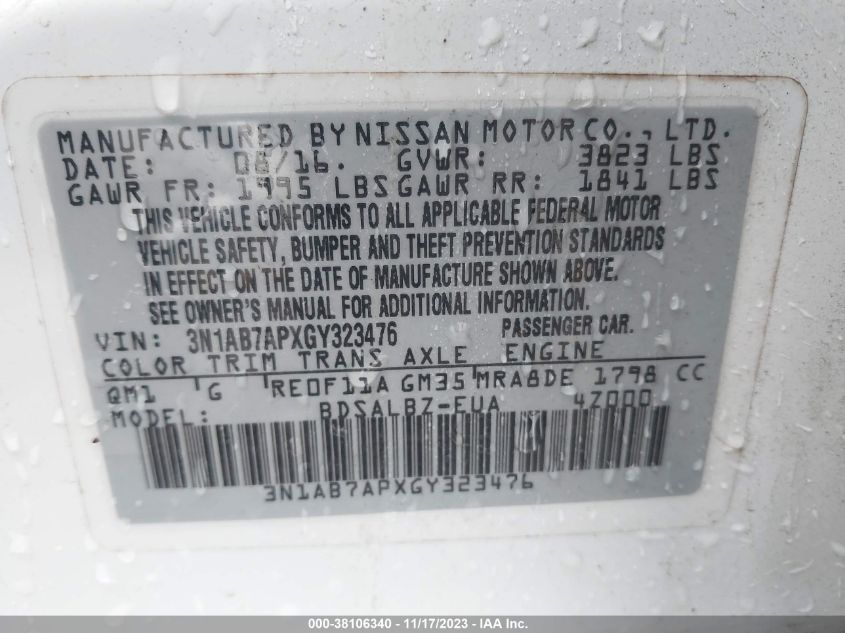 MANUFACTURED BY NISSAN MOTOR CO., LTD.
DATE: 08/16. GVWR: 3823 LBS
GAWR FR: 1995 LBS GAWR RR: 1841 LBS
THIS VEHICLE CONFORMS TO ALL APPLICABLE FEDERAL MOTOR
VEHICLE SAFETY, BUMPER AND THEFT PREVENTION STANDARDS
IN EFFECT ON THE DATE OF MANUFACTURE SHOWN ABOVE.
SEE OWNER'S MANUAL FOR ADDITIONAL INFORMATION.
VIN: 3N1AB7APXGY323476 PASSENGER CAR.
COLOR TRIM TRANS AXLE ENGINE
QM1 G RE0F11A GM35 MRA8DE 1798 CC
MODEL: BDSALBZ-EUA 4Z000
3N1AB7APXGY323476
000-38106340 - 11/17/2023 - IAAI.com